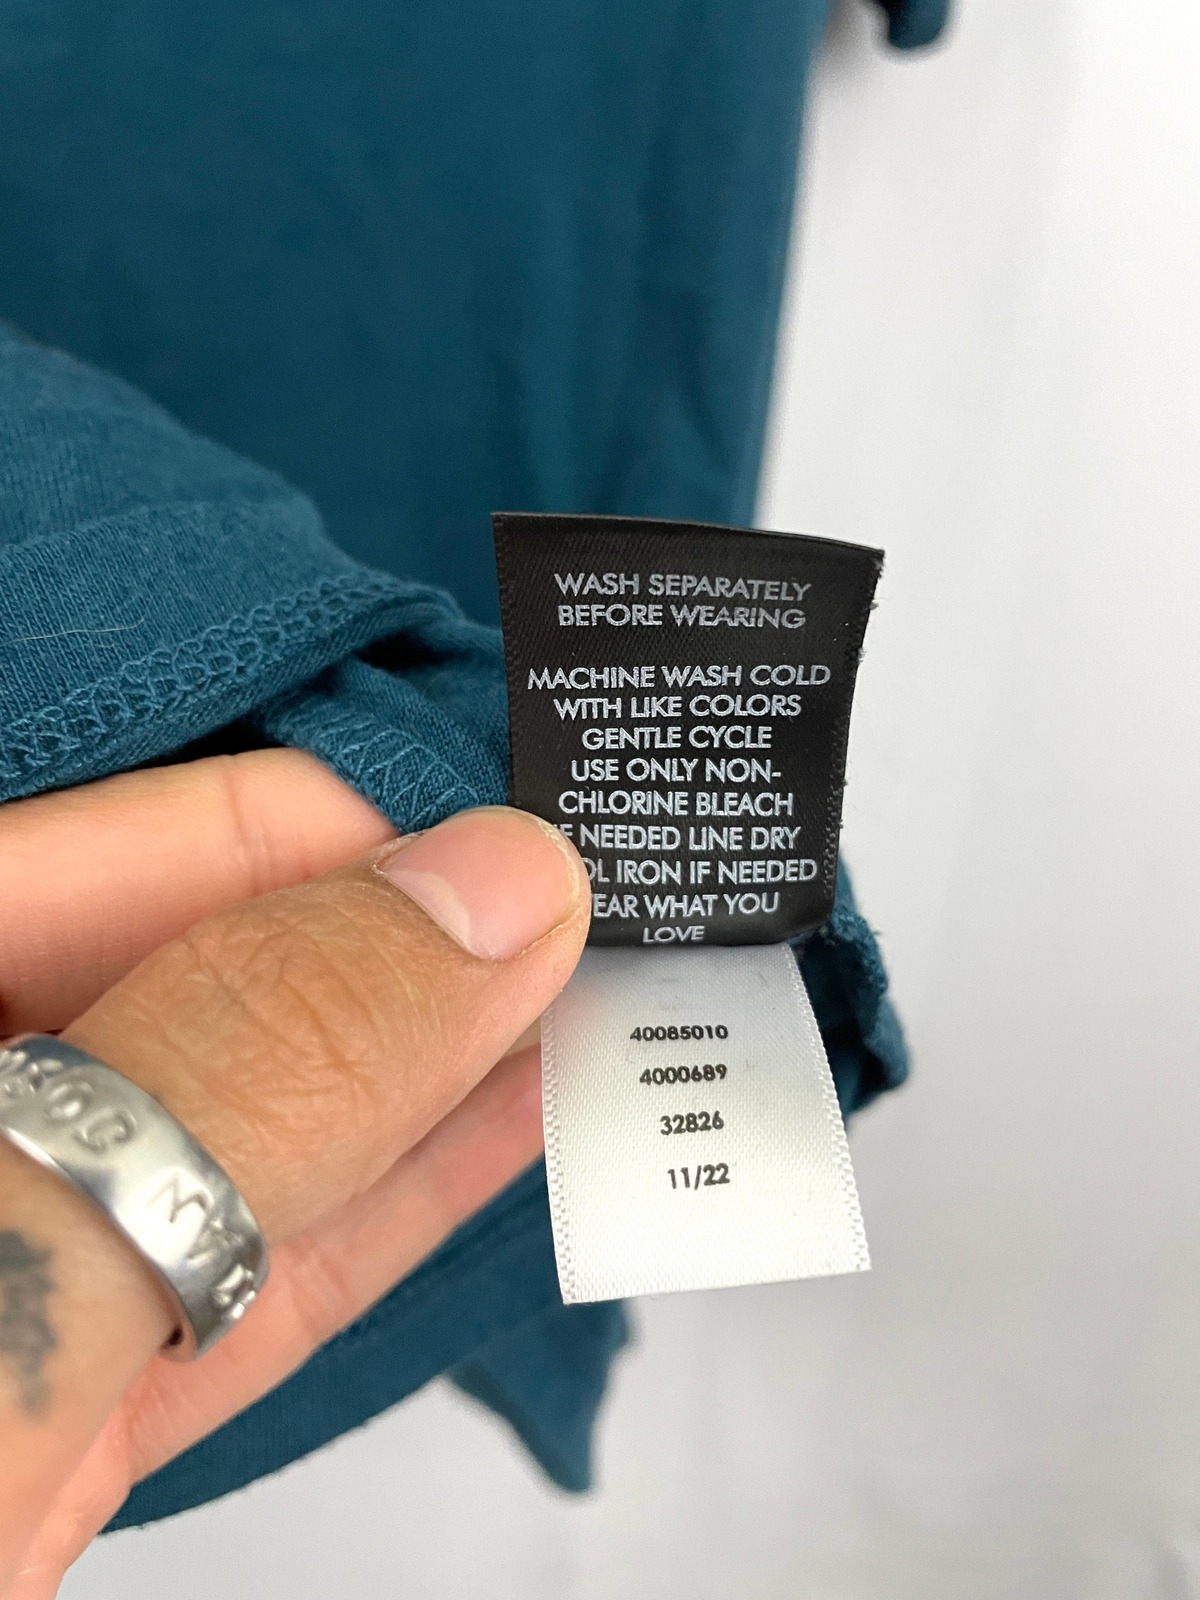 WASH SEPARATELY
BEFORE WEARING
MACHINE WASH COLD
WITH LIKE COLORS
GENTLE CYCLE
USE ONLY NON-
CHLORINE BLEACH
NEEDED LINE DRY
IRON IF NEEDED
WHAT YOU
LOVE
40085010
4000689
32826
11/22